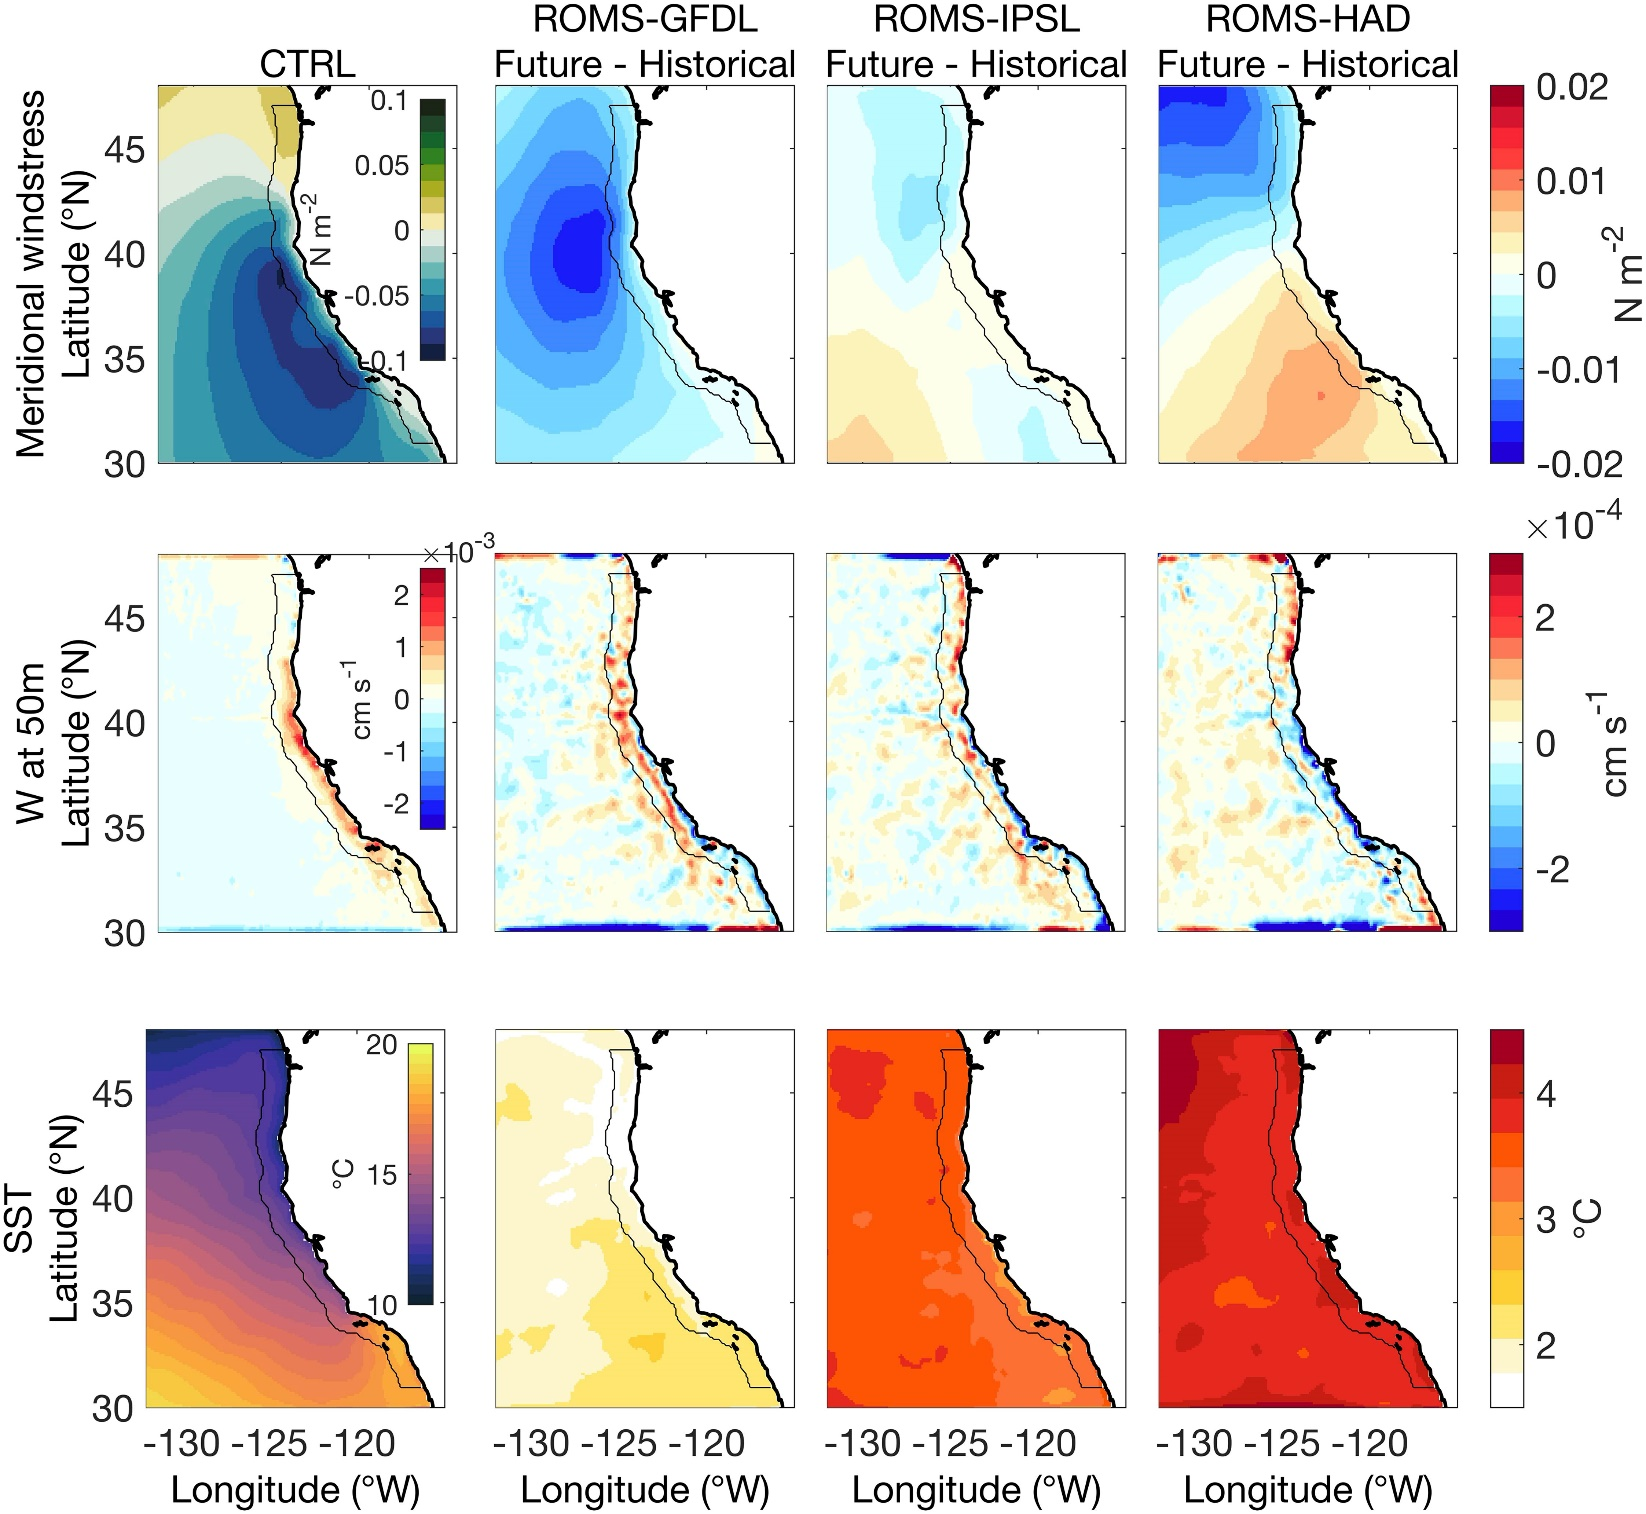 ROMS-GFDL ROMS-IPSL ROMS-HAD
CTRL Future - Historical Future - Historical Future - Historical
Meridional windstress
Latitude (°N)
45
40
35
30
0.1
0.05
0
-0.05
-0.1
N m-2
0.02
0.01
0
-0.01
-0.02
N m-2
W at 50m
Latitude (°N)
45
40
35
30
×10-3
2
1
0
-1
-2
cm s-1
×10-4
2
0
-2
cm s-1
SST
Latitude (°N)
45
40
35
30
20
15
10
°C
4
3
2
°C
-130 -125 -120 -130 -125 -120 -130 -125 -120 -130 -125 -120
Longitude (°W) Longitude (°W) Longitude (°W) Longitude (°W)